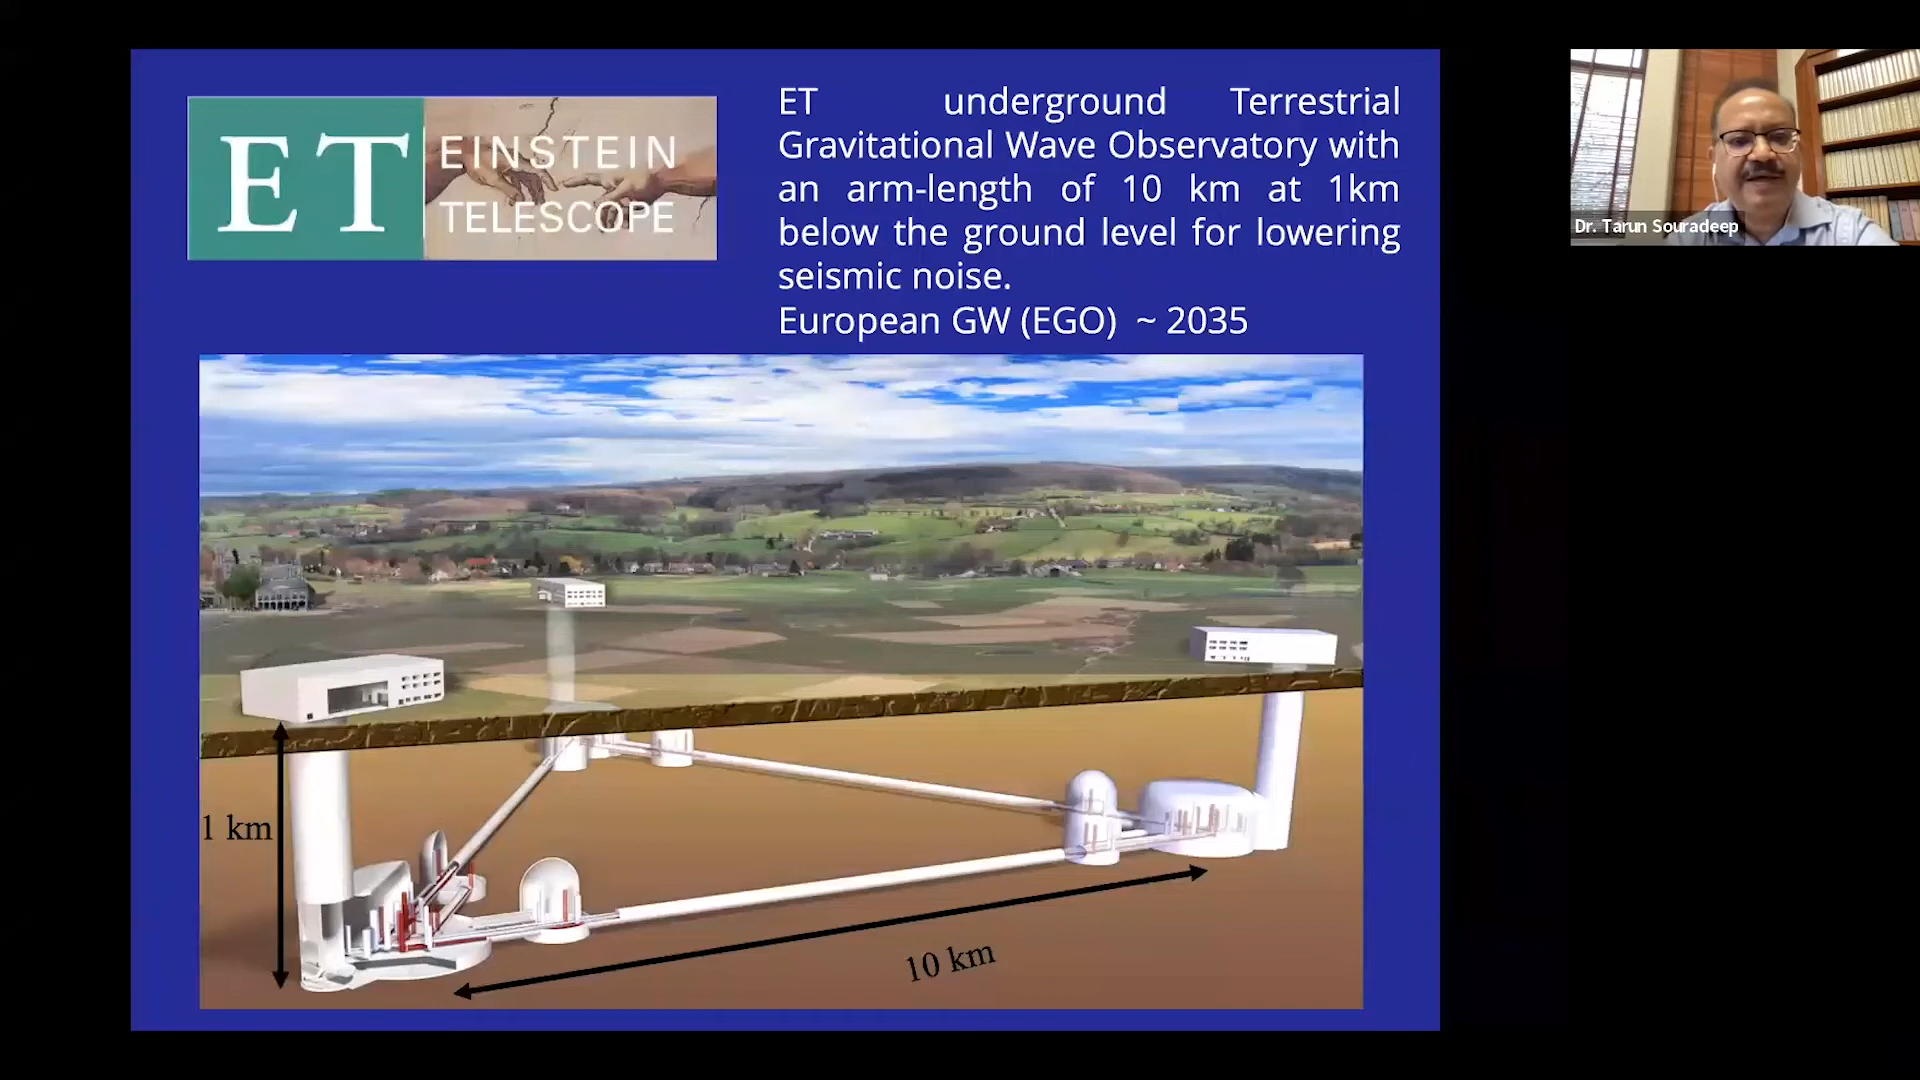 ET
EINSTEIN
TELESCOPE
ET underground Terrestrial
Gravitational Wave Observatory with
an arm-length of 10 km at 1km
below the ground level for lowering
seismic noise.
European GW (EGO) ~ 2035
Dr. Tarun Souradeep
1 km
10 km